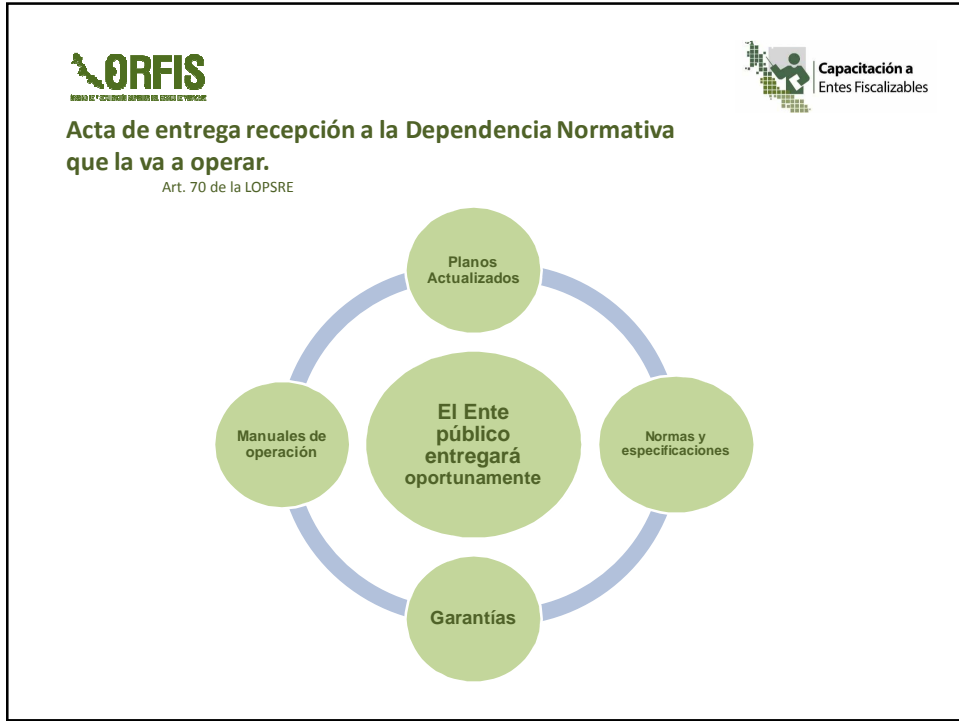 ORFIS
Capacitación a
Entes Fiscalizables
Acta de entrega recepción a la Dependencia Normativa
que la va a operar.
Art. 70 de la LOPSRE
Planos
Actualizados
Manuales de
operación
El Ente
público
entregará
oportunamente
Normas y
especificaciones
Garantías